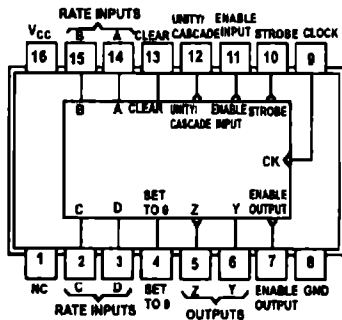 RATE INPUTS UNITY/ ENABLE
VCC B A CLEAR CASCADE INPUT STROBE CLOCK
16 15 14 13 12 11 10 9
B A CLEAR UNITY/ ENABLE STROBE
CASCADE INPUT
CK
SET ENABLE
C D TO 9 Z Y OUTPUT
1 2 3 4 5 6 7 8
NC C D SET Z Y ENABLE GND
RATE INPUTS TO 9 OUTPUTS OUTPUT